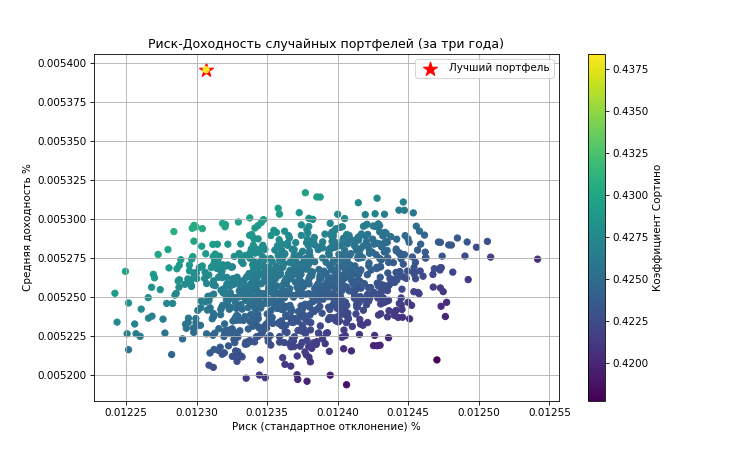 Риск-Доходность случайных портфелей (за три года)
Лучший портфель
Средняя доходность %
0.005400
0.005375
0.005350
0.005325
0.005300
0.005275
0.005250
0.005225
0.005200
0.01225 0.01230 0.01235 0.01240 0.01245 0.01250 0.01255
Риск (стандартное отклонение) %
0.4375
0.4350
0.4325
0.4300
0.4275
0.4250
0.4225
0.4200
Коэффициент Сортино